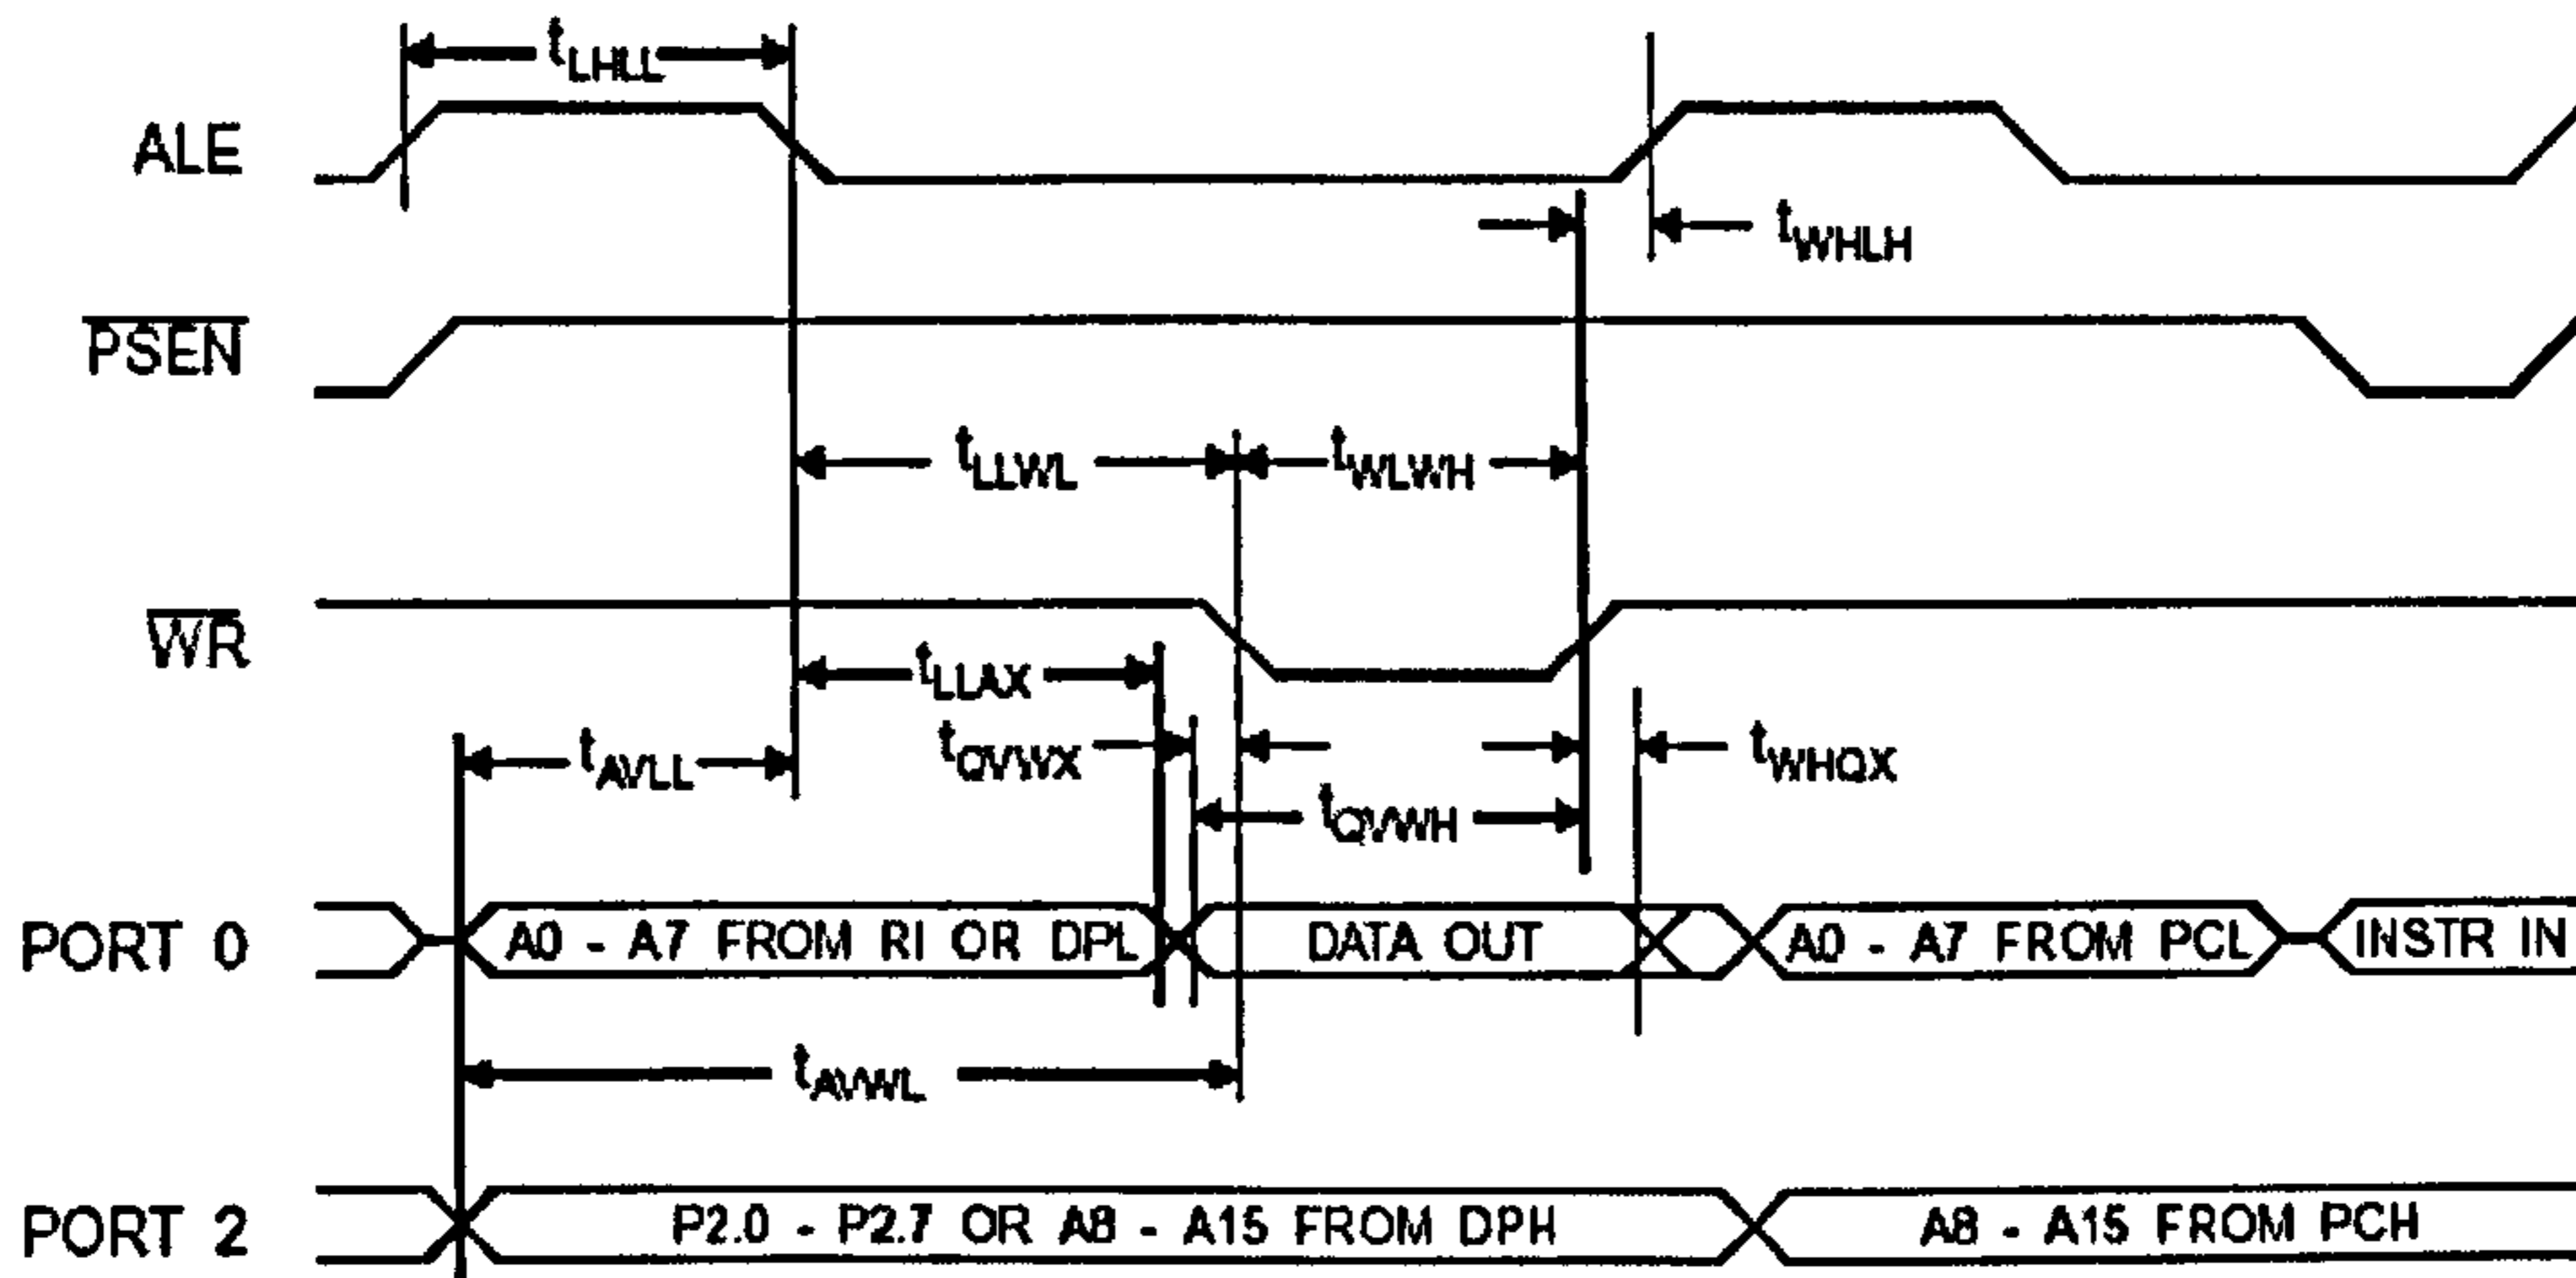 tLHLL
ALE
tWHLH
PSEN
tLLWL
tWLWH
WR
tLLAX
tAVLL
tQVWX
tWHQX
tQVWH
PORT 0
A0 - A7 FROM RI OR DPL
DATA OUT
A0 - A7 FROM PCL
INSTR IN
tAVWL
PORT 2
P2.0 - P2.7 OR A8 - A15 FROM DPH
A8 - A15 FROM PCH